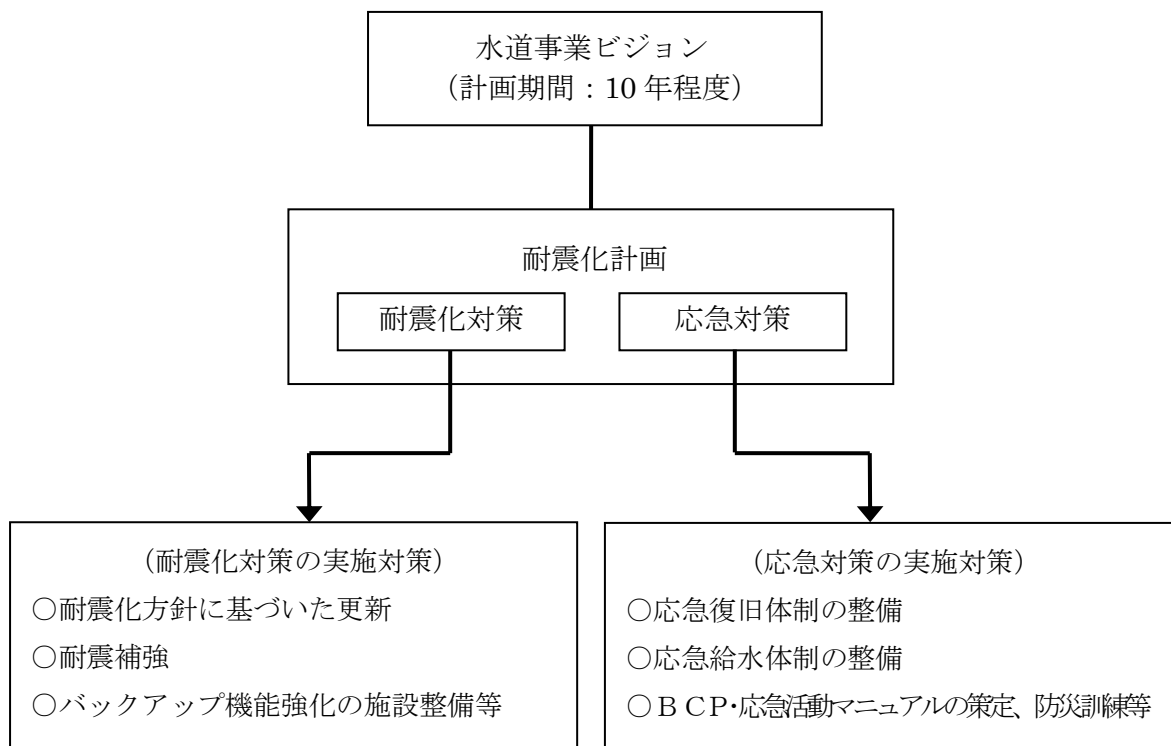 水道事業ビジョン
（計画期間：10 年程度）
耐震化計画
耐震化対策
応急対策
（耐震化対策の実施対策）
○耐震化方針に基づいた更新
○耐震補強
○バックアップ機能強化の施設整備等
（応急対策の実施対策）
○応急復旧体制の整備
○応急給水体制の整備
○ＢＣＰ・応急活動マニュアルの策定、防災訓練等